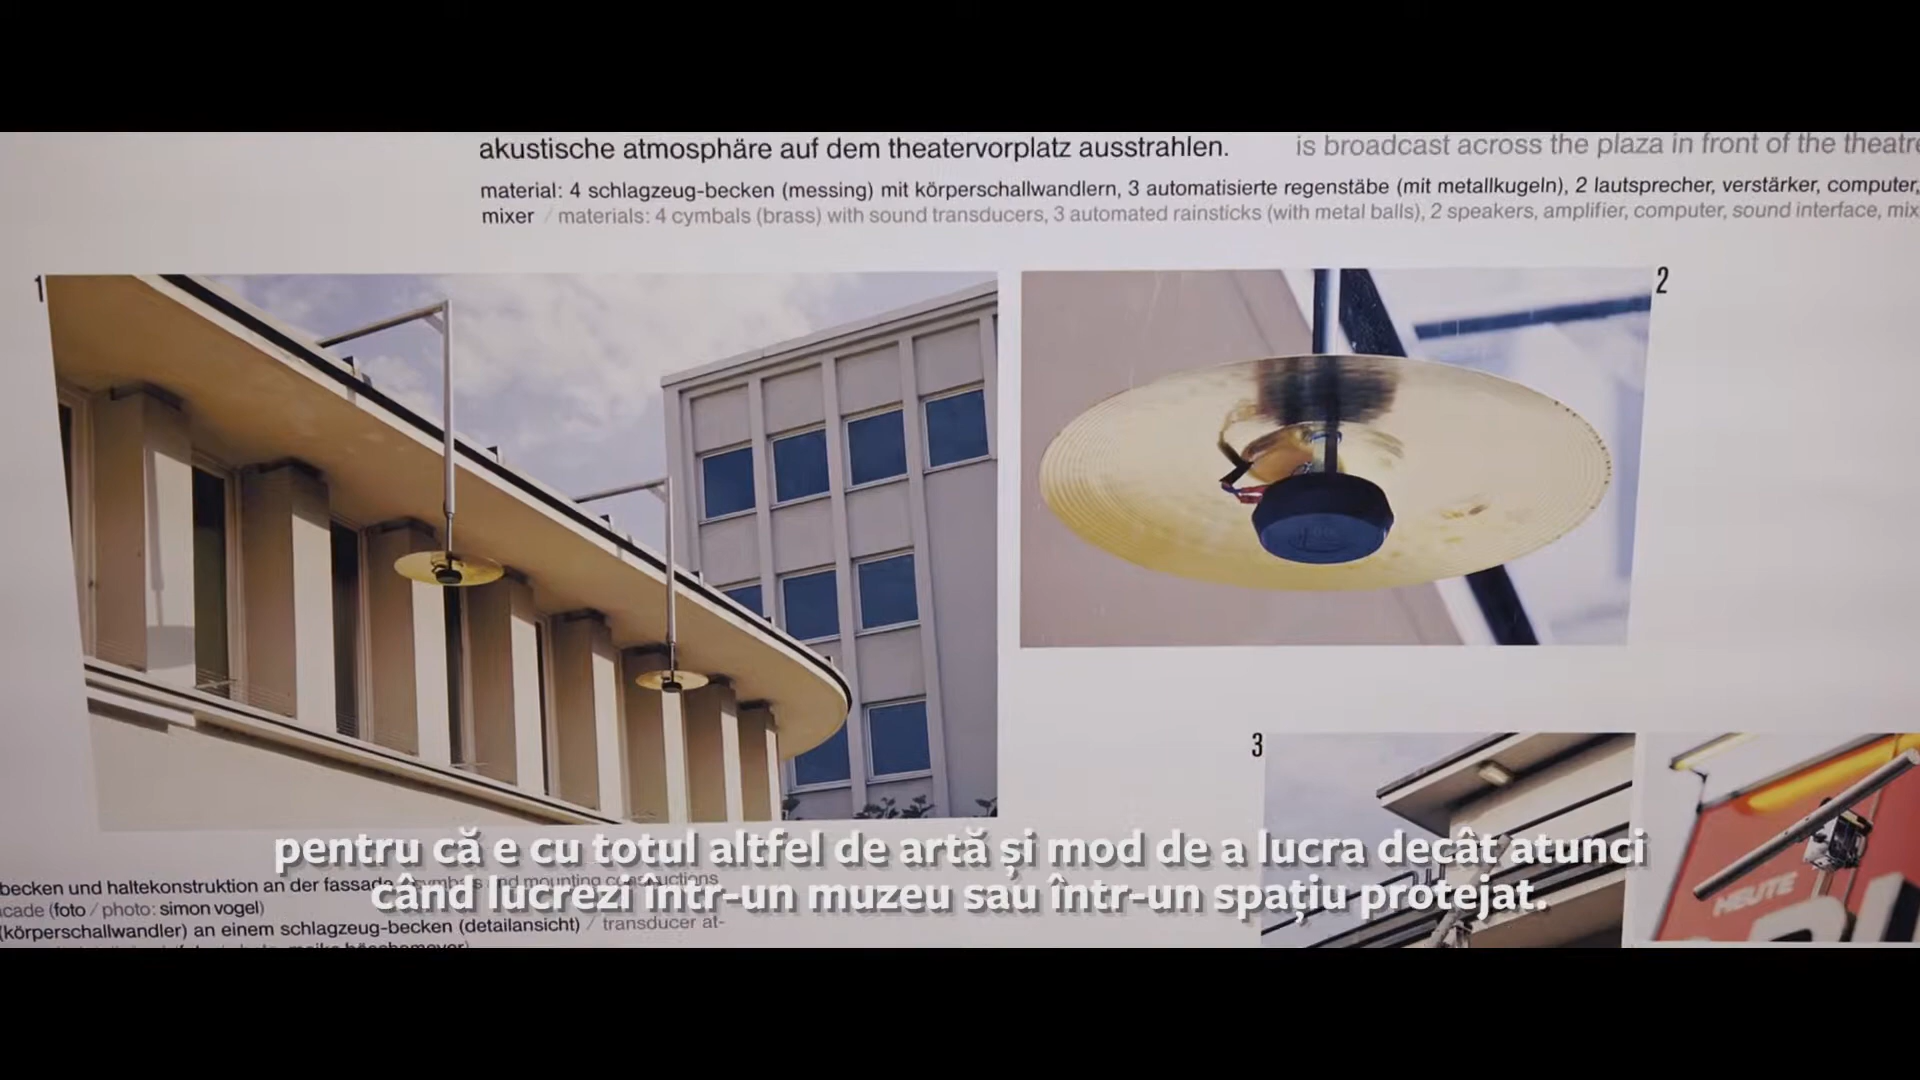 akustische atmosphäre auf dem theatervorplatz ausstrahlen.
is broadcast across the plaza in front of the theatre
material: 4 schlagzeug-becken (messing) mit körperschallwandlern, 3 automatisierte regenstäbe (mit metallkugeln), 2 lautsprecher, verstärker, computer,
mixer / materials: 4 cymbals (brass) with sound transducers, 3 automated rainsticks (with metal balls), 2 speakers, amplifier, computer, sound interface, mix
1
2
3
HEUTE
pentru că e cu totul altfel de artă și mod de a lucra decât atunci
când lucrezi într-un muzeu sau într-un spațiu protejat.
becken und haltekonstruktion an der fassade / cymbals and mounting constructions
cade (foto / photo: simon vogel)
(körperschallwandler) an einem schlagzeug-becken (detailansicht) / transducer at-